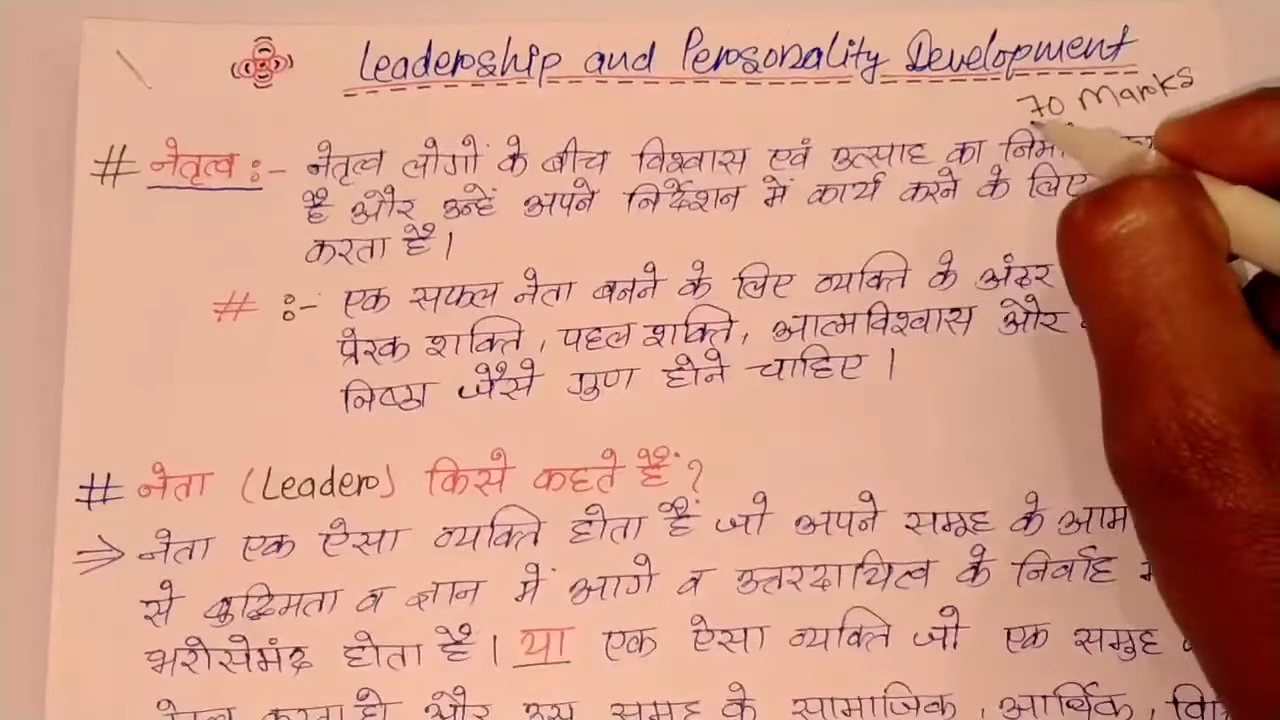 Leadership and Personality Development
70 Marks
# नेतृत्व :- नेतृत्व लोगों के बीच विश्वास एवं उत्साह का
है और उन्हें अपने निर्देशन में कार्य करने के लिए
करता है।
# :- एक सफल नेता बनने के लिए व्यक्ति के अंदर
प्रेरक शक्ति, पहल शक्ति, आत्मविश्वास और
निष्ठा जैसे गुण होने चाहिए।
# नेता (Leader) किसे कहते हैं?
⇒ नेता एक ऐसा व्यक्ति होता है जो अपने समूह के आम
से बुद्धिमता व ज्ञान में आगे व उत्तरदायित्व के निर्वाह
भरोसेमंद होता है। या एक ऐसा व्यक्ति जो एक समुह
करता हो और उस समूह के सामाजिक, आर्थिक,